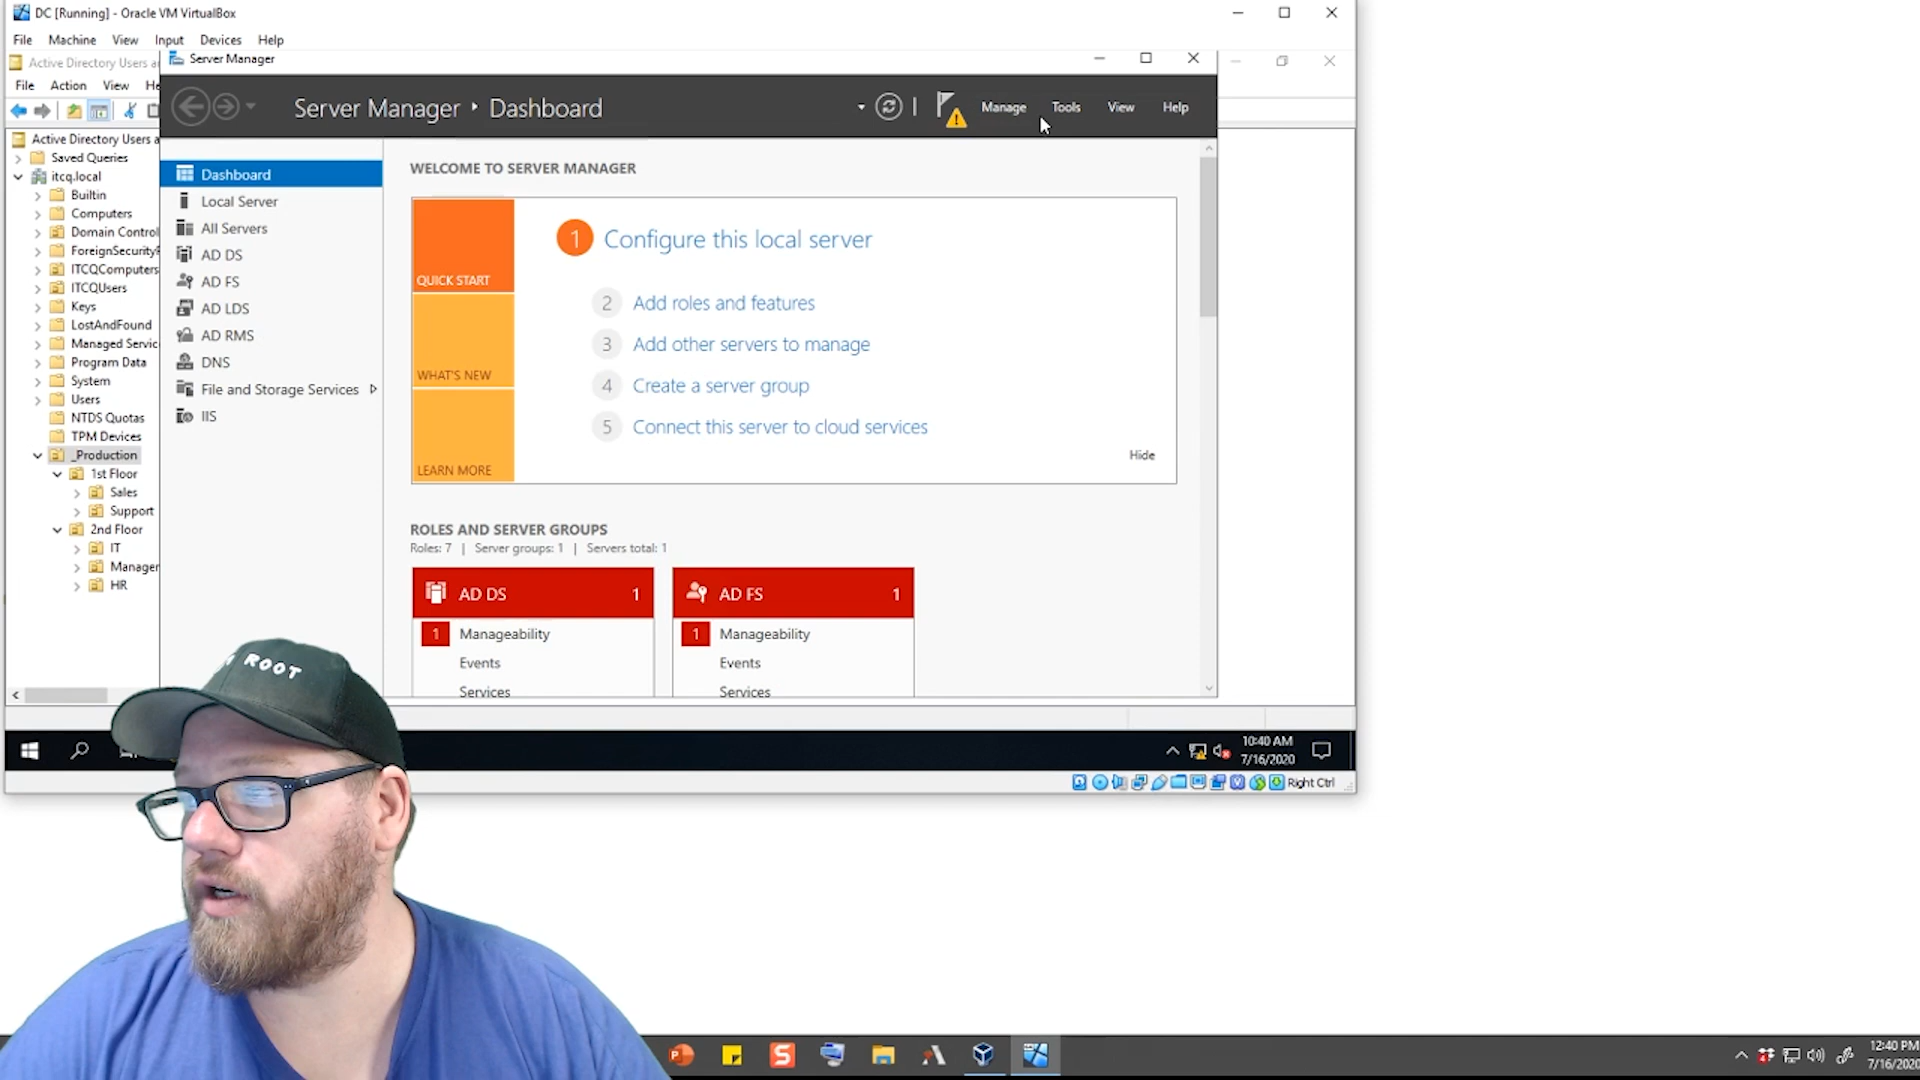 DC [Running] - Oracle VM VirtualBox
File Machine View Input Devices Help
Active Directory Users a
Server Manager
File Action View He
Server Manager ‣ Dashboard
Manage Tools View Help
Active Directory Users a
Saved Queries
itcq.local
Builtin
Computers
Domain Control
ForeignSecurityP
ITCQComputers
ITCQUsers
Keys
LostAndFound
Managed Servic
Program Data
System
Users
NTDS Quotas
TPM Devices
_Production
1st Floor
Sales
Support
2nd Floor
IT
Manager
HR
Dashboard
Local Server
All Servers
AD DS
AD FS
AD LDS
AD RMS
DNS
File and Storage Services
IIS
WELCOME TO SERVER MANAGER
QUICK START
WHAT'S NEW
LEARN MORE
1 Configure this local server
2 Add roles and features
3 Add other servers to manage
4 Create a server group
5 Connect this server to cloud services
Hide
ROLES AND SERVER GROUPS
Roles: 7 | Server groups: 1 | Servers total: 1
AD DS 1
1 Manageability
Events
Services
AD FS 1
1 Manageability
Events
Services
ROOT
10:40 AM
7/16/2020
Right Ctrl
12:40 PM
7/16/2020